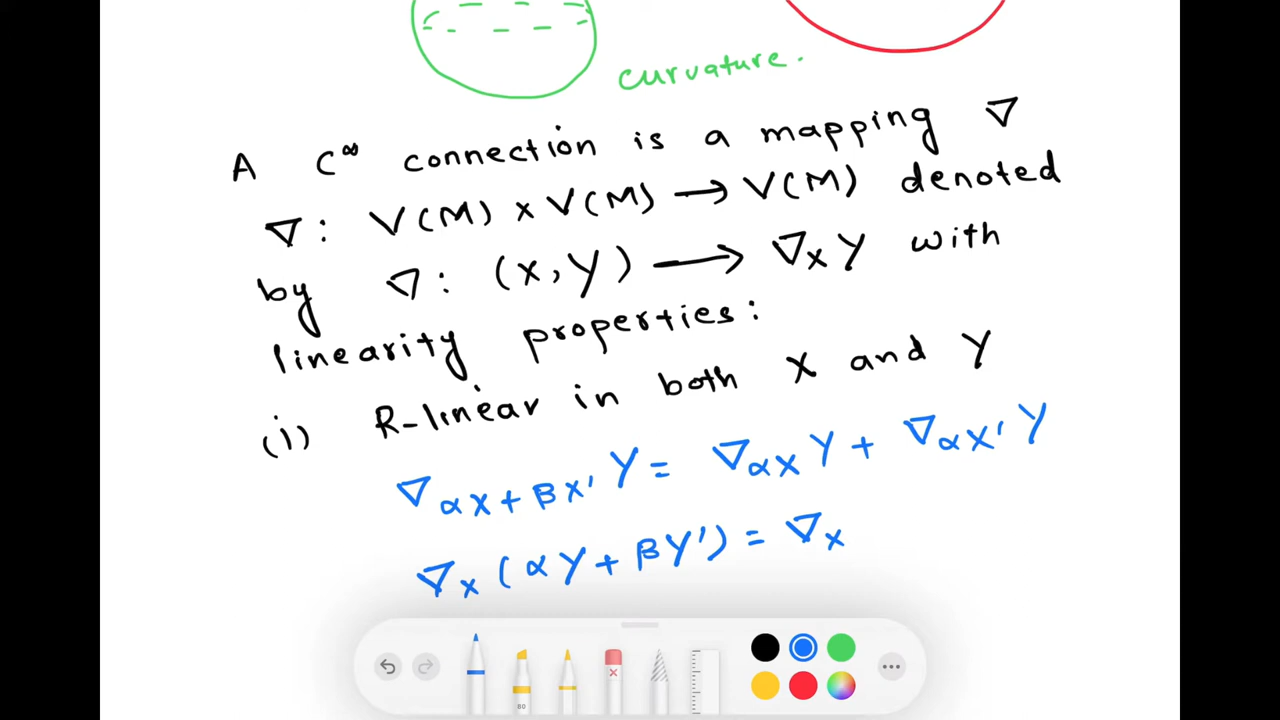 curvature.
A C^∞ connection is a mapping ∇
∇: V(M) x V(M) → V(M) denoted
by ∇: (X, Y) → ∇_X Y with
linearity properties:
(i) R-linear in both X and Y
∇_{αX + βX'} Y = ∇_{αX} Y + ∇_{αX'} Y
∇_X (αY + βY') = ∇_X
80